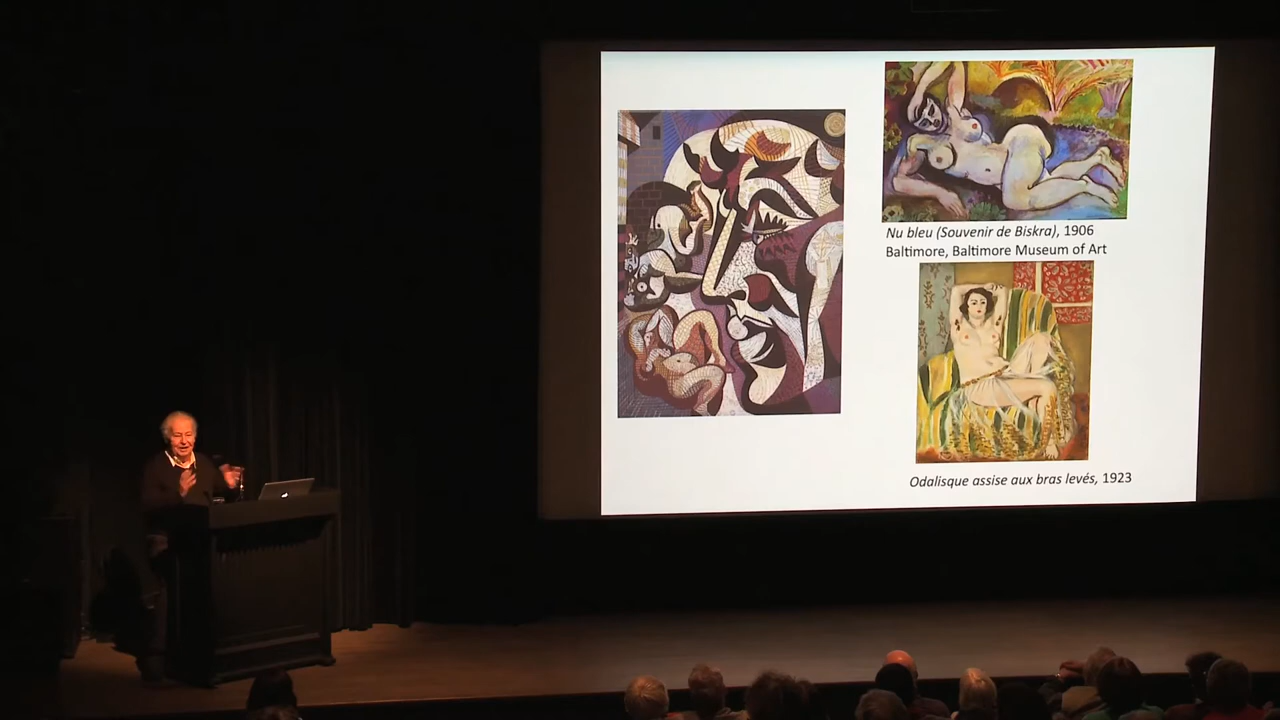 Nu bleu (Souvenir de Biskra), 1906
Baltimore, Baltimore Museum of Art
Odalisque assise aux bras levés, 1923